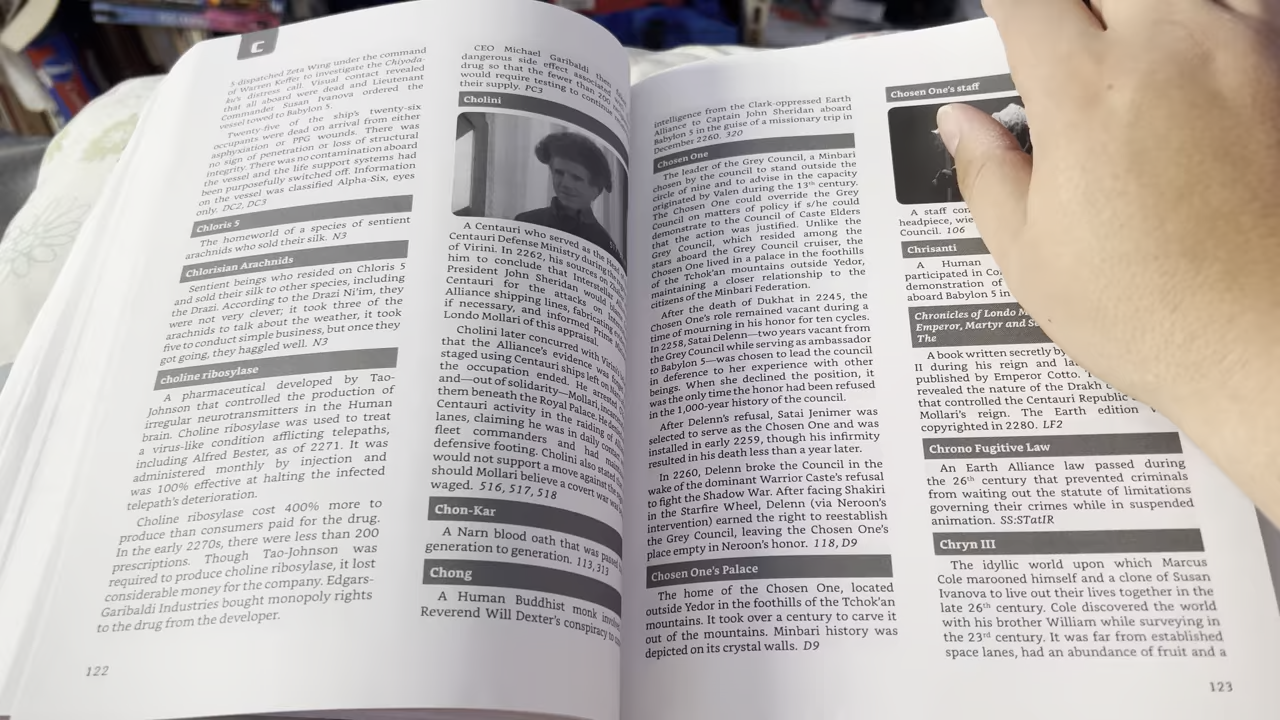 C
5 dispatched Zeta Wing under the command
of Warren Keffer to investigate the Chiyoda-
ku's distress call. Visual contact revealed
that all aboard were dead and Lieutenant
Commander Susan Ivanova ordered the
vessel towed to Babylon 5.
Twenty-five of the ship's twenty-six
occupants were dead on arrival from either
asphyxiation or PPG wounds. There was
no sign of penetration or loss of structural
integrity. There was no contamination aboard
the vessel and the life support systems had
been purposefully switched off. Information
on the vessel was classified Alpha-Six, eyes
only. DC2, DC3
Chloris 5
The homeworld of a species of sentient
arachnids who sold their silk. N3
Chlorisian Arachnids
Sentient beings who resided on Chloris 5
and sold their silk to other species, including
the Drazi. According to the Drazi Ni'im, they
were not very clever; it took three of the
arachnids to talk about the weather, it took
five to conduct simple business, but once they
got going, they haggled well. N3
choline ribosylase
A pharmaceutical developed by Tao-
Johnson that controlled the production of
irregular neurotransmitters in the Human
brain. Choline ribosylase was used to treat
a virus-like condition afflicting telepaths,
including Alfred Bester, as of 2271. It was
administered monthly by injection and
was 100% effective at halting the infected
telepath's deterioration.
Choline ribosylase cost 400% more to
produce than consumers paid for the drug.
In the early 2270s, there were less than 200
prescriptions. Though Tao-Johnson was
required to produce choline ribosylase, it lost
considerable money for the company. Edgars-
Garibaldi Industries bought monopoly rights
to the drug from the developer.
122
CEO Michael Garibaldi
dangerous side effect associated
drug so that the fewer than 200
would require testing to continue
their supply. PC3
Cholini
A Centauri who served as the Head
Centauri Defense Ministry during the
of Virini. In 2262, his sources on
him to conclude that Interstellar
President John Sheridan would
Centauri for the attacks on
Alliance shipping lines, fabricating
if necessary, and informed Prime
Londo Mollari of this appraisal.
Cholini later concurred with Virini
that the Alliance's evidence was
staged using Centauri ships left on
the occupation ended. He arrested
and—out of solidarity—Mollari,
them beneath the Royal Palace. He
Centauri activity in the raiding of
lanes, claiming he was in daily
fleet commanders and had
defensive footing. Cholini also stated
would not support a move against the
should Mollari believe a covert war was
waged. 516, 517, 518
Chon-Kar
A Narn blood oath that was passed
generation to generation. 113, 313
Chong
A Human Buddhist monk
Reverend Will Dexter's conspiracy to
intelligence from the Clark-oppressed Earth
Alliance to Captain John Sheridan aboard
Babylon 5 in the guise of a missionary trip in
December 2260. 320
Chosen One
The leader of the Grey Council, a Minbari
chosen by the council to stand outside the
circle of nine and to advise in the capacity
originated by Valen during the 13th century.
The Chosen One could override the Grey
Council on matters of policy if s/he could
demonstrate to the Council of Caste Elders
that the action was justified. Unlike the
Grey Council, which resided among the
stars aboard the Grey Council cruiser, the
Chosen One lived in a palace in the foothills
of the Tchok'an mountains outside Yedor,
maintaining a closer relationship to the
citizens of the Minbari Federation.
After the death of Dukhat in 2245, the
Chosen One's role remained vacant during a
time of mourning in his honor for ten cycles.
In 2258, Satai Delenn—two years vacant from
the Grey Council while serving as ambassador
to Babylon 5—was chosen to lead the council
in deference to her experience with other
beings. When she declined the position, it
was the only time the honor had been refused
in the 1,000-year history of the council.
After Delenn's refusal, Satai Jenimer was
selected to serve as the Chosen One and was
installed in early 2259, though his infirmity
resulted in his death less than a year later.
In 2260, Delenn broke the Council in the
wake of the dominant Warrior Caste's refusal
to fight the Shadow War. After facing Shakiri
in the Starfire Wheel, Delenn (via Neroon's
intervention) earned the right to reestablish
the Grey Council, leaving the Chosen One's
place empty in Neroon's honor. 118, D9
Chosen One's Palace
The home of the Chosen One, located
outside Yedor in the foothills of the Tchok'an
mountains. It took over a century to carve it
out of the mountains. Minbari history was
depicted on its crystal walls. D9
Chosen One's staff
A staff
headpiece,
Council. 106
Chrisanti
A Human
participated in
demonstration of
aboard Babylon 5 in
Chronicles of Londo
Emperor, Martyr and
The
A book written secretly by
II during his reign and
published by Emperor Cotto.
revealed the nature of the Drakh
that controlled the Centauri Republic
Mollari's reign. The Earth edition
copyrighted in 2280. LF2
Chrono Fugitive Law
An Earth Alliance law passed during
the 26th century that prevented criminals
from waiting out the statute of limitations
governing their crimes while in suspended
animation. SS:STatIR
Chryn III
The idyllic world upon which Marcus
Cole marooned himself and a clone of Susan
Ivanova to live out their lives together in the
late 26th century. Cole discovered the world
with his brother William while surveying in
the 23rd century. It was far from established
space lanes, had an abundance of fruit and a
123